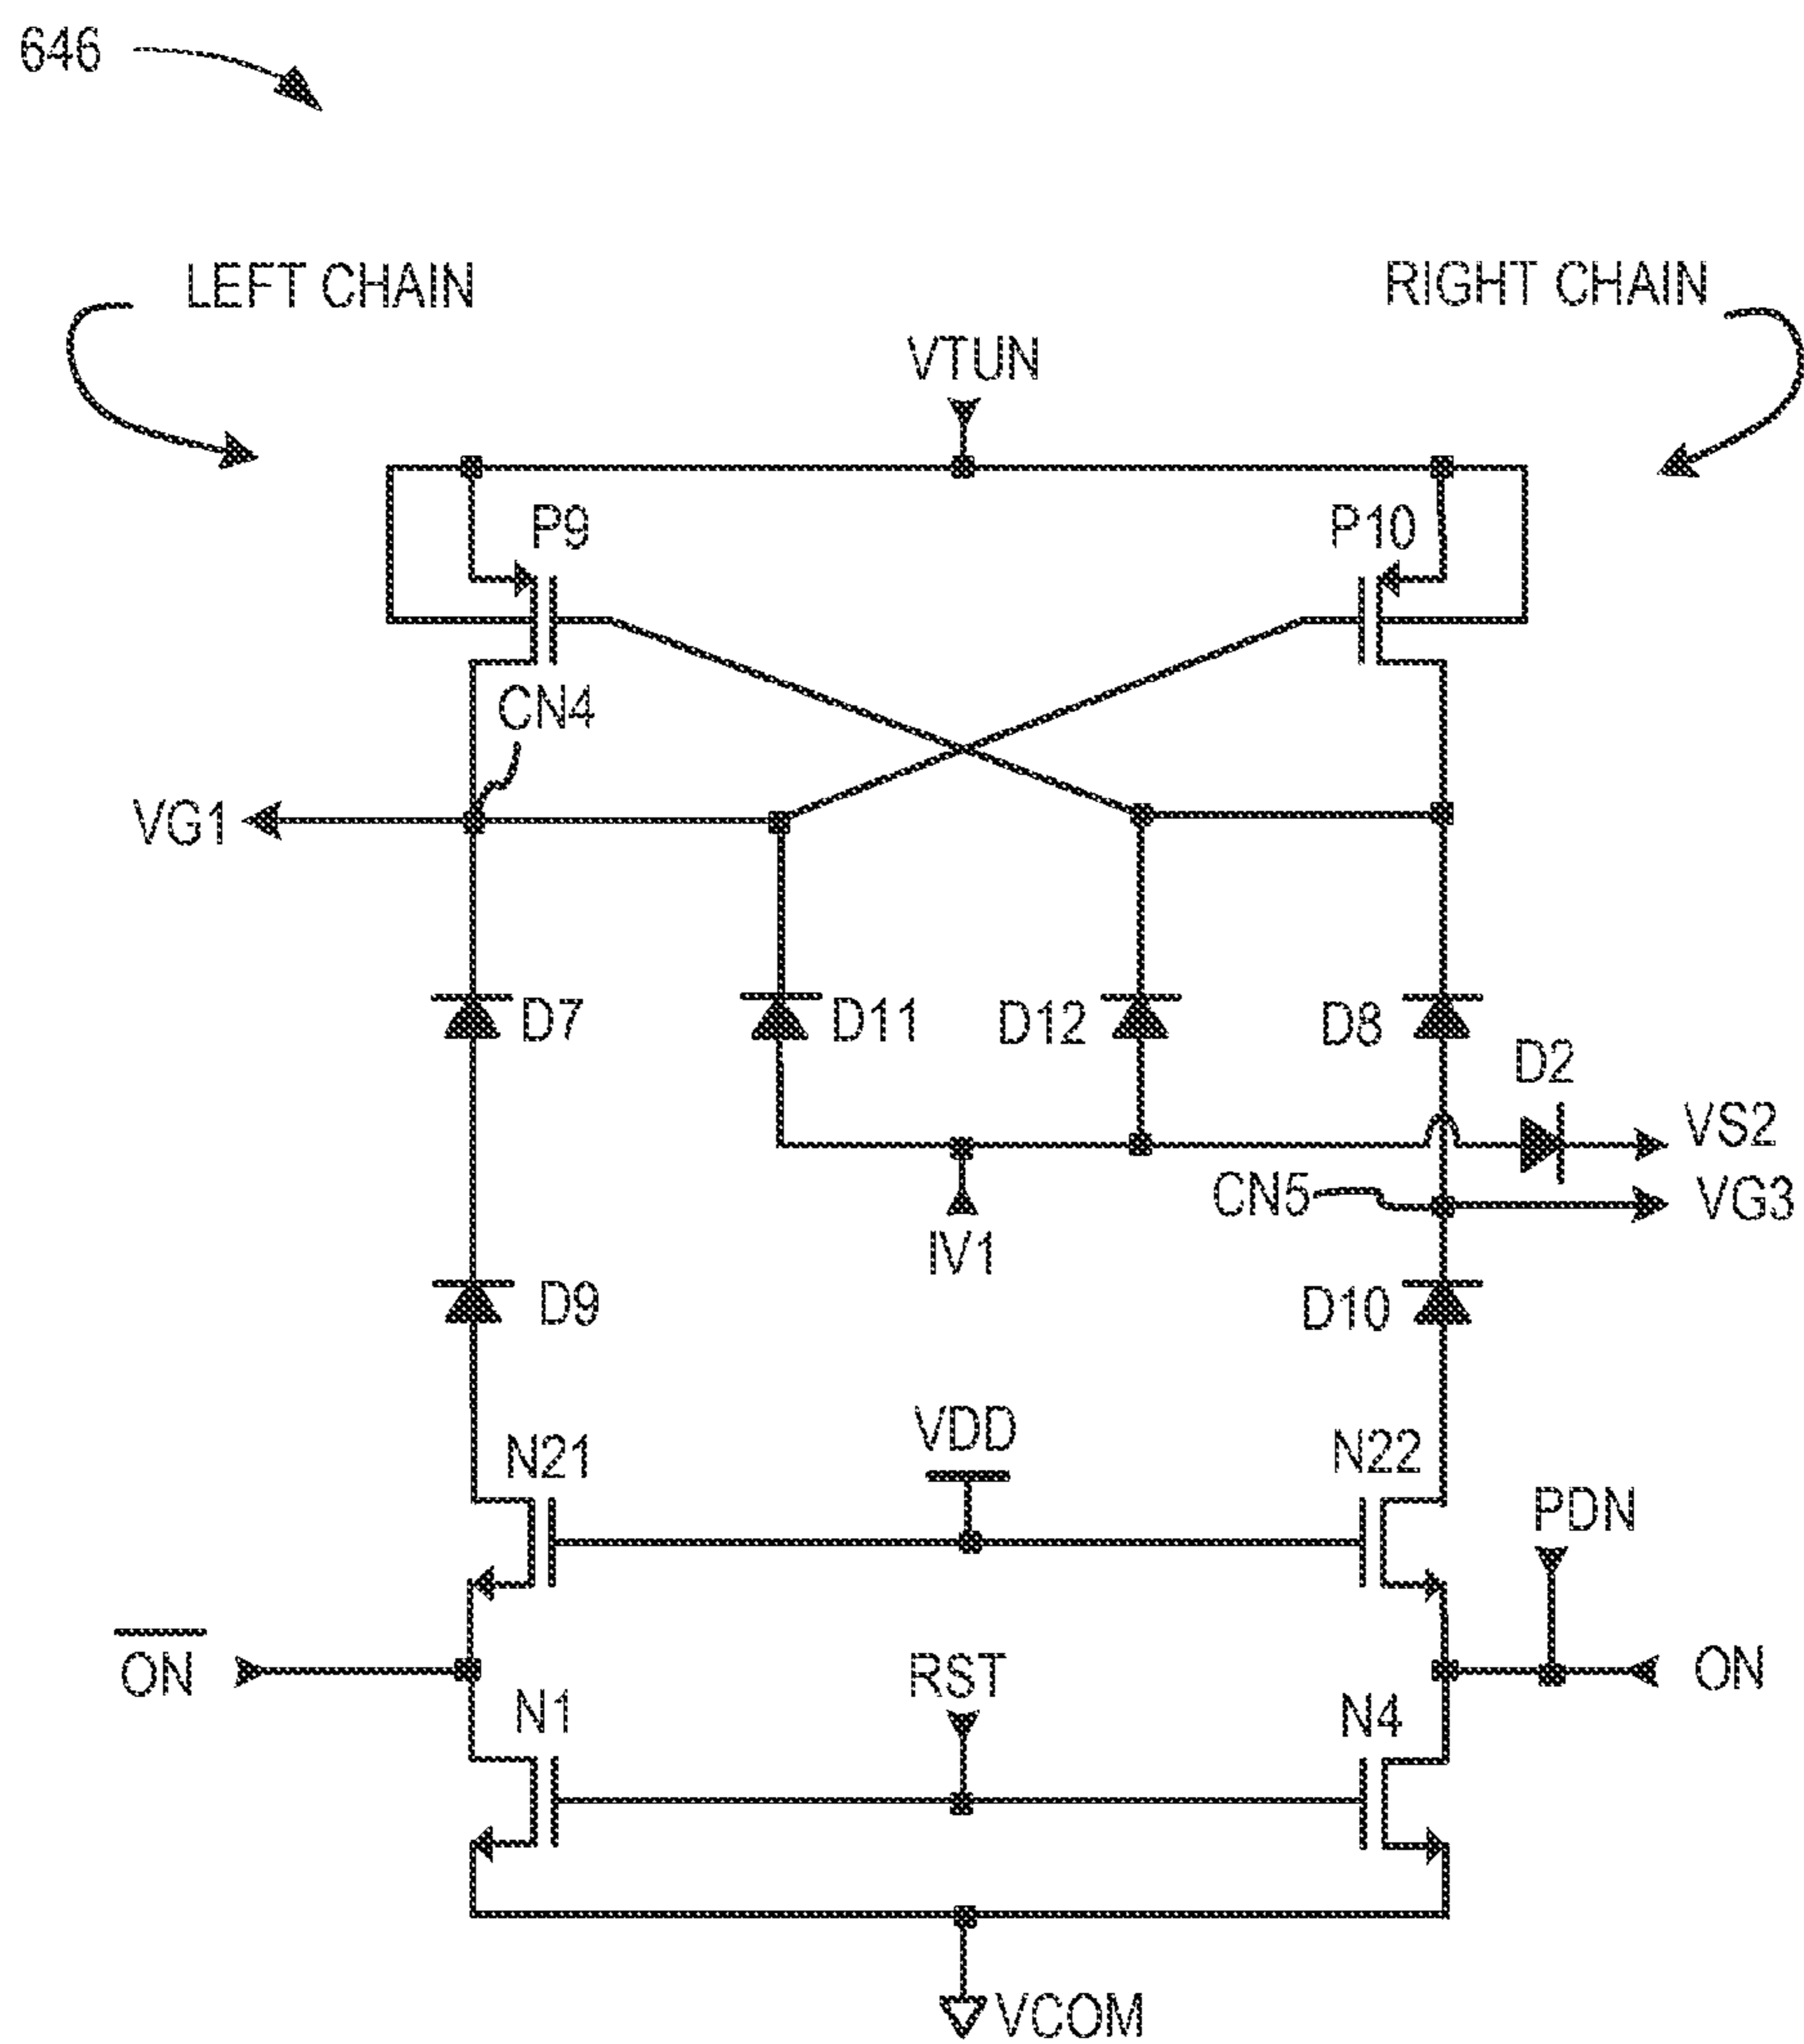 646
LEFT CHAIN
RIGHT CHAIN
VTUN
P9
P10
CN4
VG1
D7
D11
D12
D8
D2
VS2
CN5
VG3
IV1
D9
D10
VDD
N21
N22
PDN
ON
RST
ON
N1
N4
VCOM